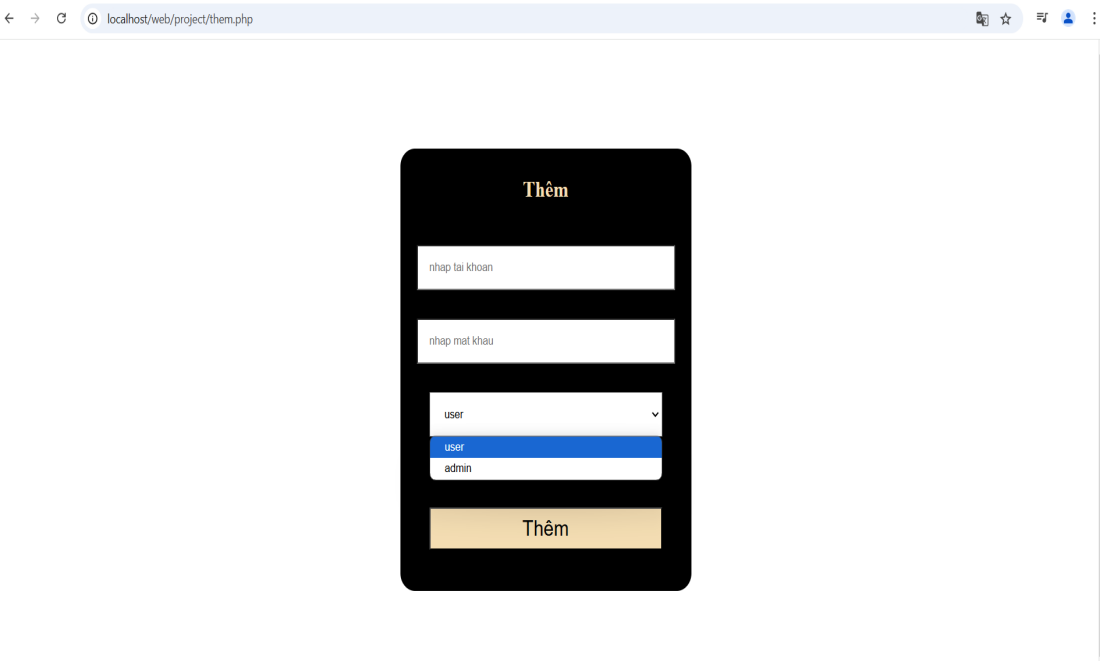 localhost/web/project/them.php
Thêm
nhap tai khoan
nhap mat khau
user
user
admin
Thêm